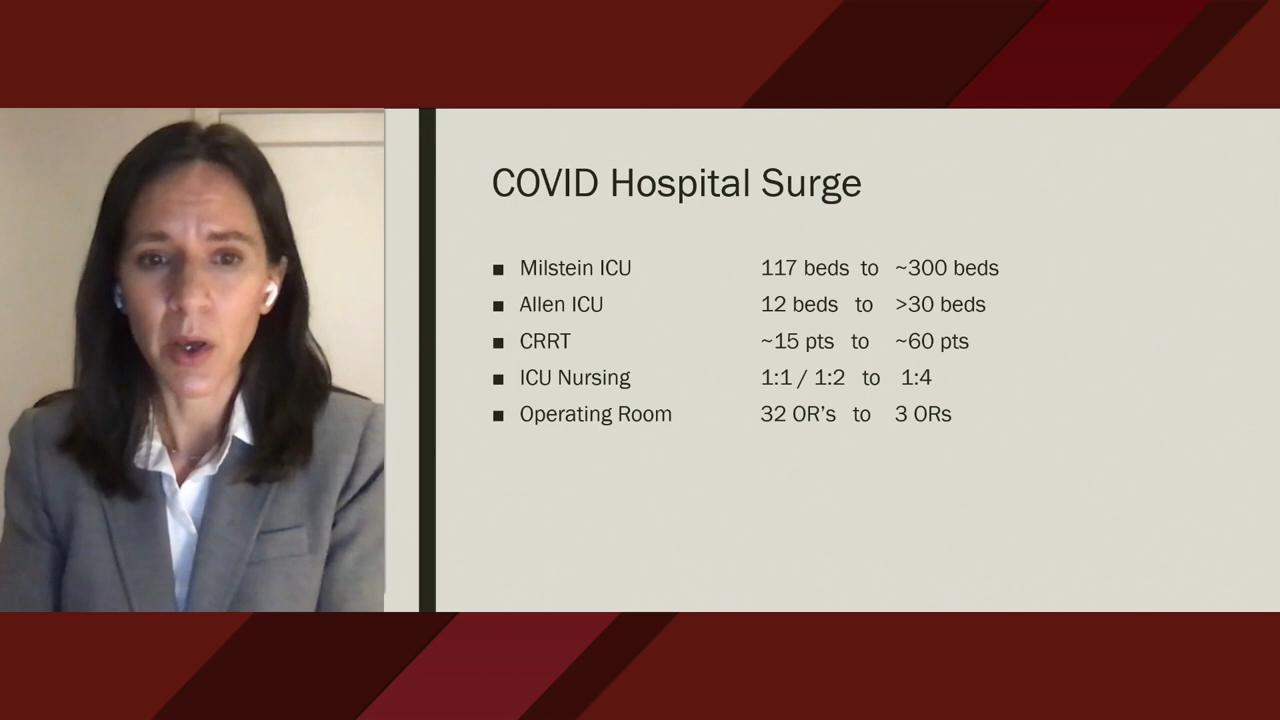 COVID Hospital Surge
▪ Milstein ICU 117 beds to ~300 beds
▪ Allen ICU 12 beds to >30 beds
▪ CRRT ~15 pts to ~60 pts
▪ ICU Nursing 1:1 / 1:2 to 1:4
▪ Operating Room 32 OR’s to 3 ORs